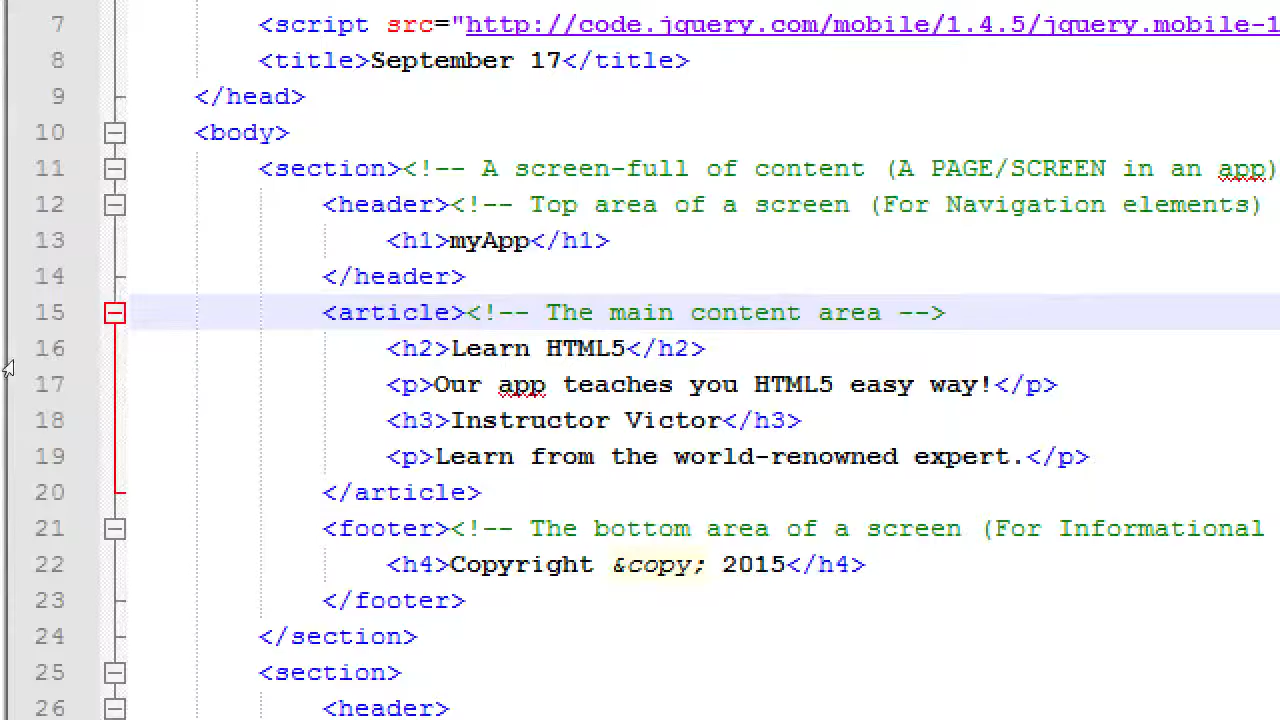 7 <script src="http://code.jquery.com/mobile/1.4.5/jquery.mobile-1
8 <title>September 17</title>
9 </head>
10 <body>
11 <section><!-- A screen-full of content (A PAGE/SCREEN in an app)
12 <header><!-- Top area of a screen (For Navigation elements)
13 <h1>myApp</h1>
14 </header>
15 <article><!-- The main content area -->
16 <h2>Learn HTML5</h2>
17 <p>Our app teaches you HTML5 easy way!</p>
18 <h3>Instructor Victor</h3>
19 <p>Learn from the world-renowned expert.</p>
20 </article>
21 <footer><!-- The bottom area of a screen (For Informational
22 <h4>Copyright &copy; 2015</h4>
23 </footer>
24 </section>
25 <section>
26 <header>